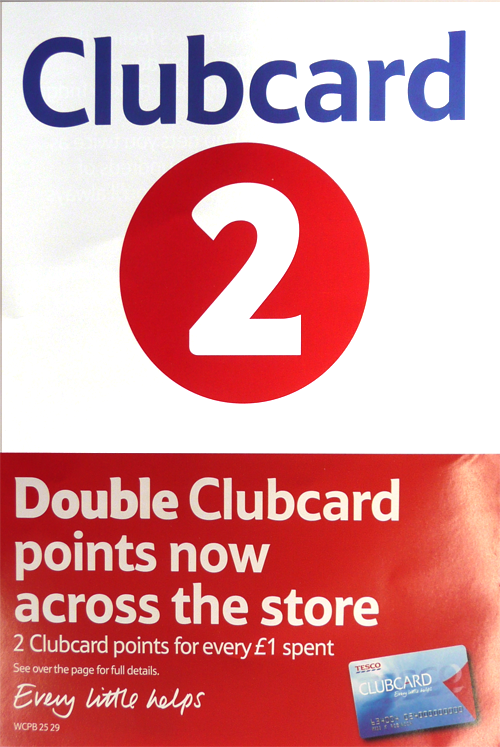 Clubcard
2
Double Clubcard
points now
across the store
2 Clubcard points for every £1 spent
See over the page for full details.
Every little helps
WCPB 25 29
TESCO
CLUBCARD
Every little helps